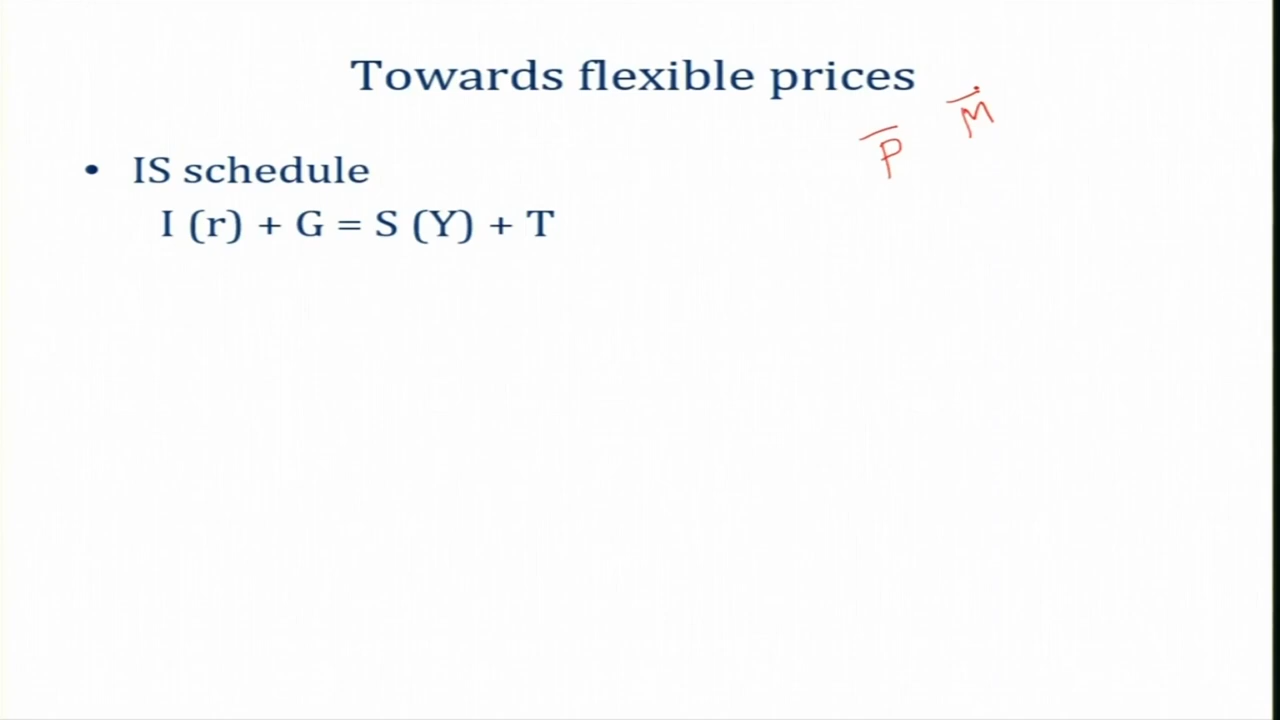 Towards flexible prices
P̅ M̅
• IS schedule
I (r) + G = S (Y) + T